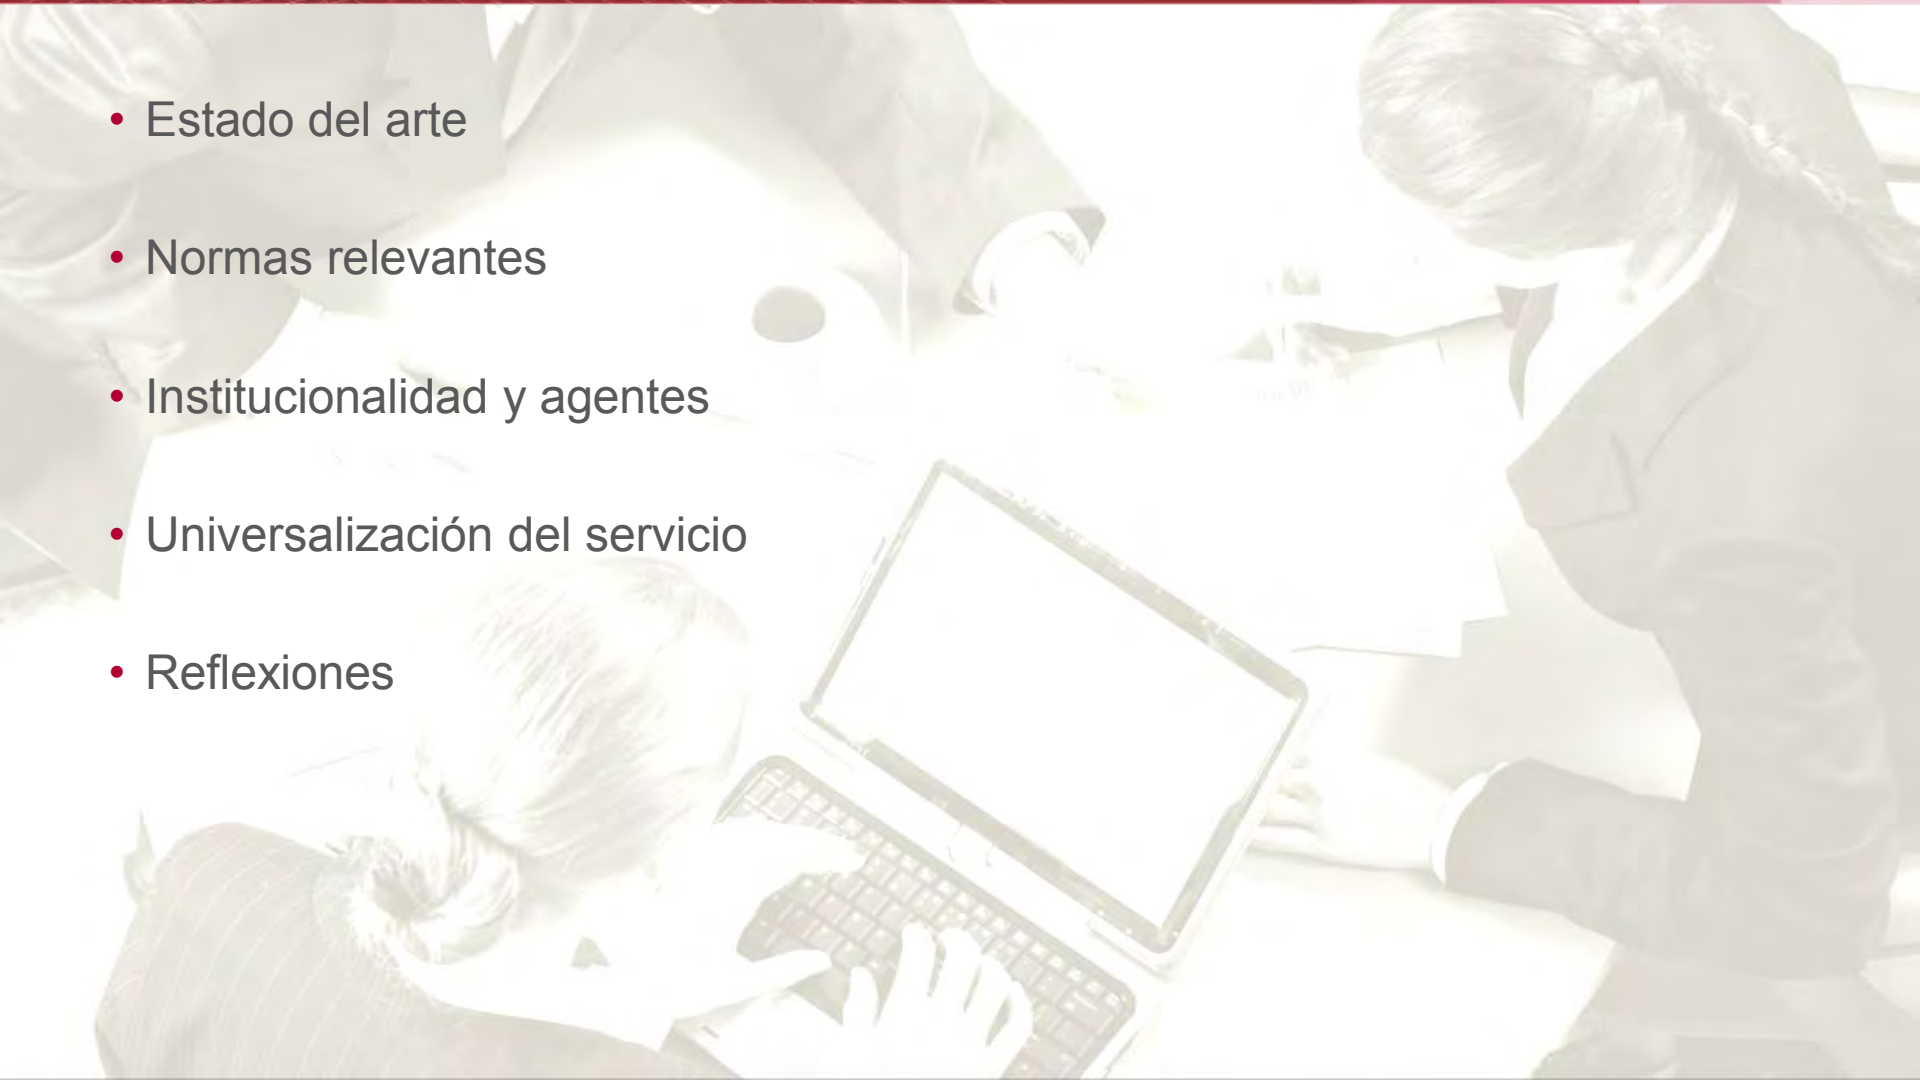 • Estado del arte
• Normas relevantes
• Institucionalidad y agentes
• Universalización del servicio
• Reflexiones